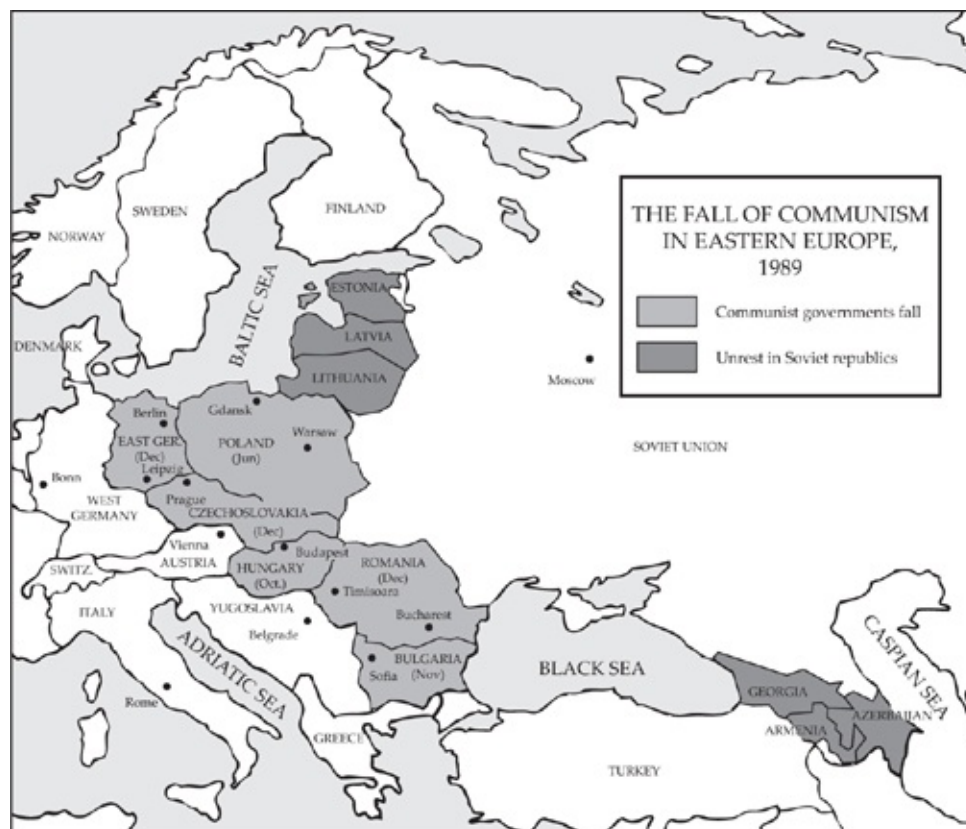 THE FALL OF COMMUNISM
IN EASTERN EUROPE,
1989
Communist governments fall
Unrest in Soviet republics
SWEDEN
FINLAND
NORWAY
BALTIC SEA
ESTONIA
LATVIA
LITHUANIA
DENMARK
Moscow
SOVIET UNION
Berlin
Gdansk
Warsaw
EAST GER.
(Dec)
Leipzig
POLAND
(Jun)
Bonn
WEST
GERMANY
Prague
CZECHOSLOVAKIA
(Dec)
Vienna
AUSTRIA
Budapest
HUNGARY
(Oct.)
ROMANIA
(Dec)
Timisoara
Bucharest
SWITZ.
ITALY
YUGOSLAVIA
Belgrade
ADRIATIC SEA
Sofia
BULGARIA
(Nov)
BLACK SEA
CASPIAN SEA
GEORGIA
ARMENIA
AZERBAIJAN
Rome
GREECE
TURKEY